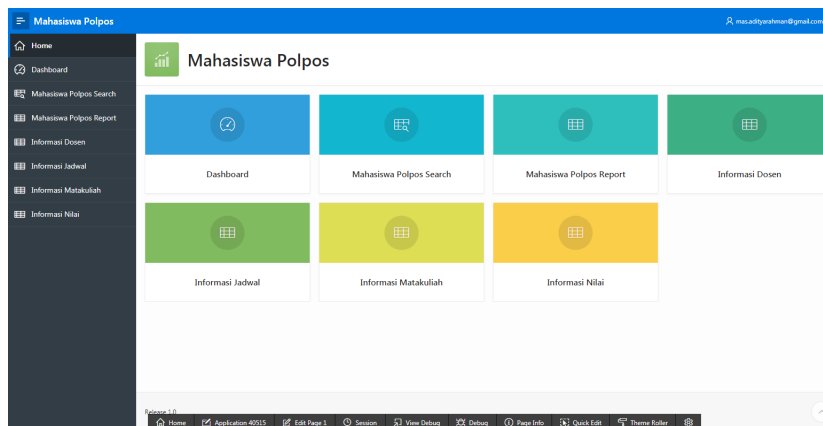 Mahasiswa Polpos
mas.adityarahman@gmail.com
Home
Dashboard
Mahasiswa Polpos Search
Mahasiswa Polpos Report
Informasi Dosen
Informasi Jadwal
Informasi Matakuliah
Informasi Nilai
Mahasiswa Polpos
Dashboard
Mahasiswa Polpos Search
Mahasiswa Polpos Report
Informasi Dosen
Informasi Jadwal
Informasi Matakuliah
Informasi Nilai
Release 1.0
Home Application 40515 Edit Page 1 Session View Debug Debug Page Info Quick Edit Theme Roller